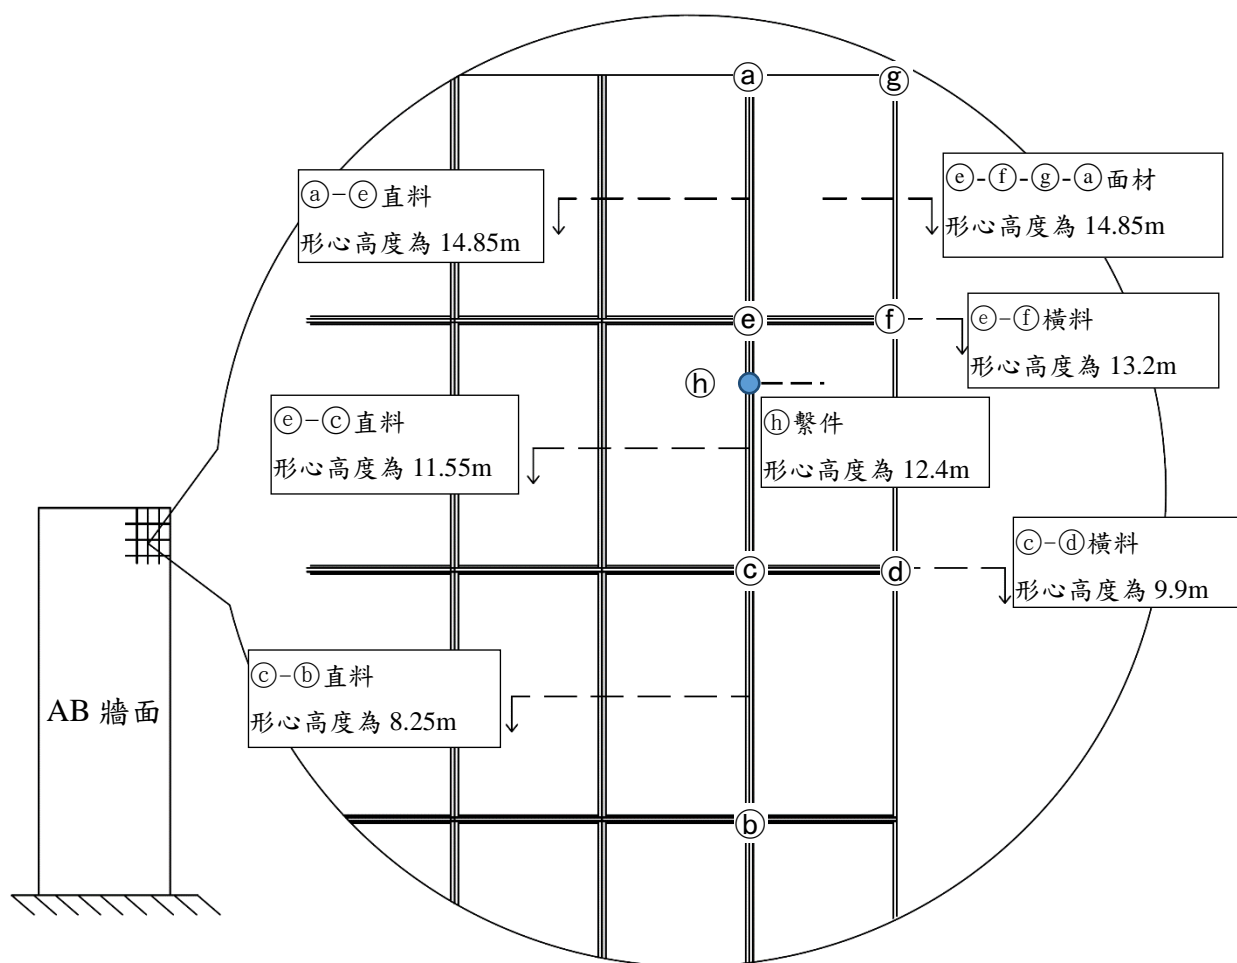 ⓐ
ⓖ
ⓐ-ⓔ直料
形心高度為 14.85m
ⓔ-ⓕ-ⓖ-ⓐ面材
形心高度為 14.85m
ⓔ
ⓕ
ⓔ-ⓕ橫料
形心高度為 13.2m
ⓗ
ⓔ-ⓒ直料
形心高度為 11.55m
ⓗ繫件
形心高度為 12.4m
ⓒ
ⓓ
ⓒ-ⓓ橫料
形心高度為 9.9m
ⓒ-ⓑ直料
形心高度為 8.25m
AB 牆面
ⓑ